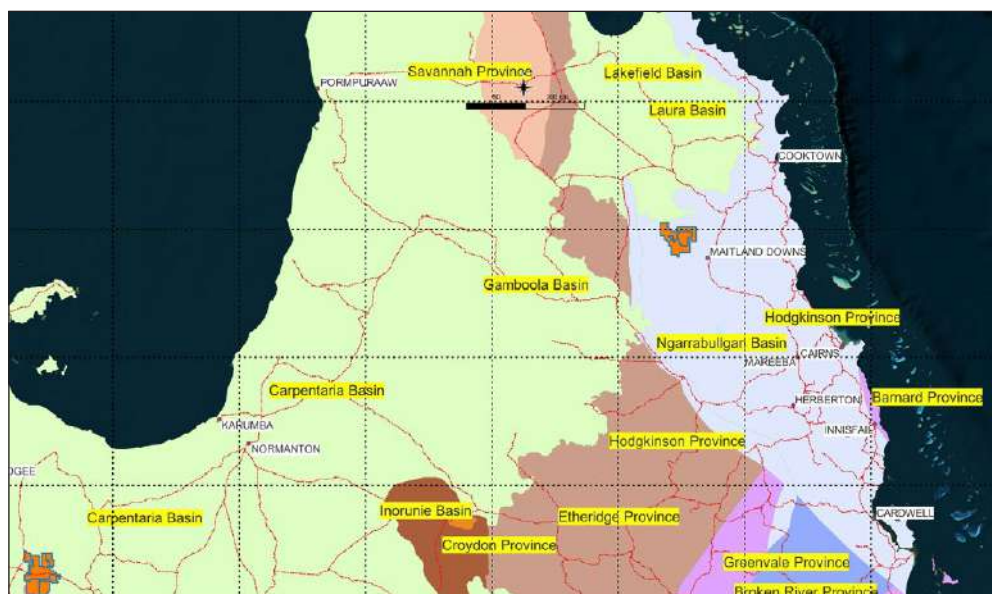 Savannah Province
Lakefield Basin
PORMPURAAW
50
Laura Basin
COOKTOWN
MAITLAND DOWNS
Gamboola Basin
Hodgkinson Province
Ngarrabullgan Basin
CAIRNS
MAREEBA
Carpentaria Basin
Barnard Province
HERBERTON
KARUMBA
INNISFAIL
Hodgkinson Province
NORMANTON
OGEE
Inorunie Basin
CARDWELL
Carpentaria Basin
Etheridge Province
Croydon Province
Greenvale Province
Broken River Province